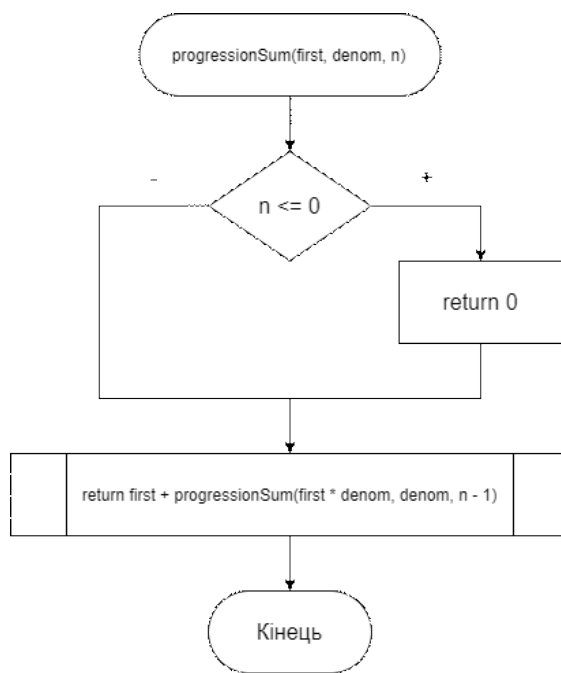 progressionSum(first, denom, n)
- +
n <= 0
return 0
return first + progressionSum(first * denom, denom, n - 1)
Кінець